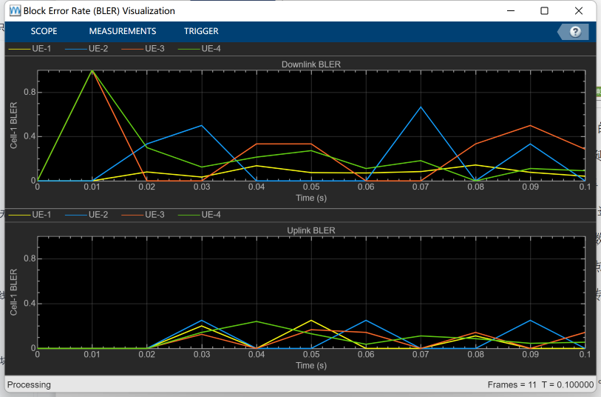 Block Error Rate (BLER) Visualization
SCOPE MEASUREMENTS TRIGGER ?
UE-1 UE-2 UE-3 UE-4
Downlink BLER
Cell-1 BLER
0.8
0.4
0
0 0.01 0.02 0.03 0.04 0.05 0.06 0.07 0.08 0.09 0.1
Time (s)
UE-1 UE-2 UE-3 UE-4
Uplink BLER
Cell-1 BLER
0.8
0.4
0
0 0.01 0.02 0.03 0.04 0.05 0.06 0.07 0.08 0.09 0.1
Time (s)
Processing Frames = 11 T = 0.100000